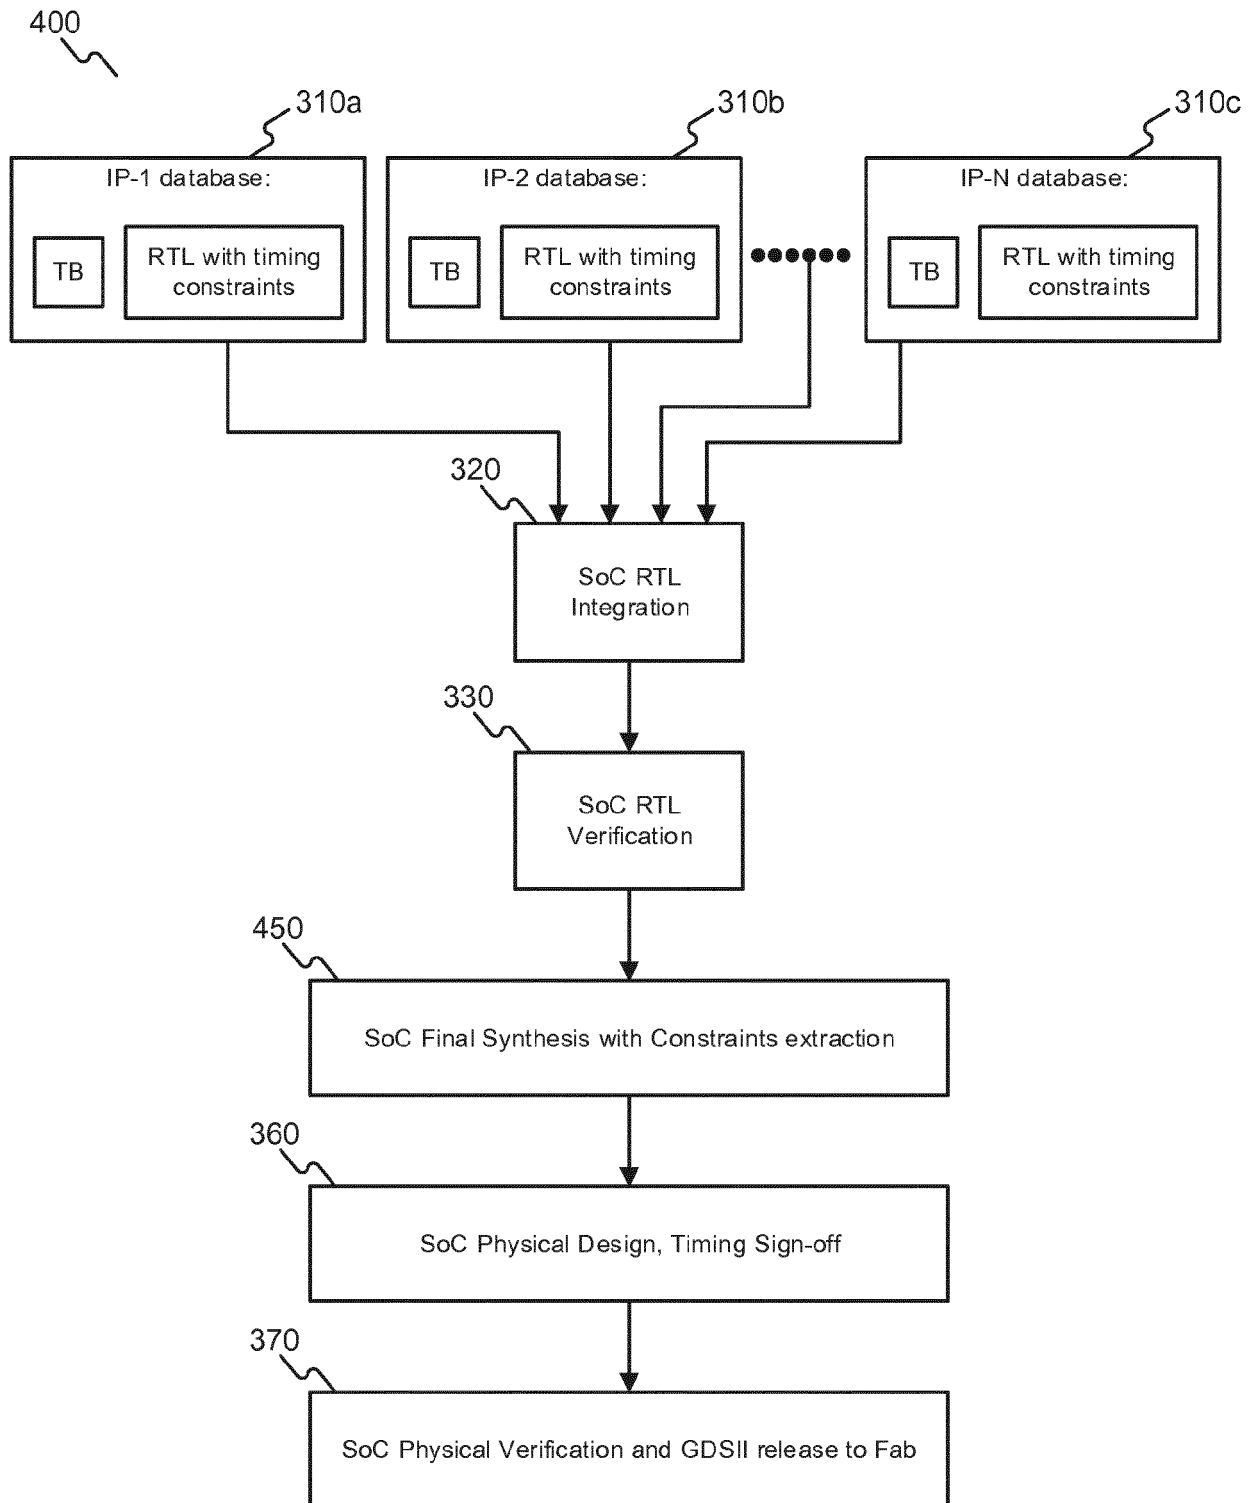 400
310a
310b
310c
IP-1 database:
IP-2 database:
IP-N database:
TB
RTL with timing
constraints
TB
RTL with timing
constraints
TB
RTL with timing
constraints
320
SoC RTL
Integration
330
SoC RTL
Verification
450
SoC Final Synthesis with Constraints extraction
360
SoC Physical Design, Timing Sign-off
370
SoC Physical Verification and GDSII release to Fab